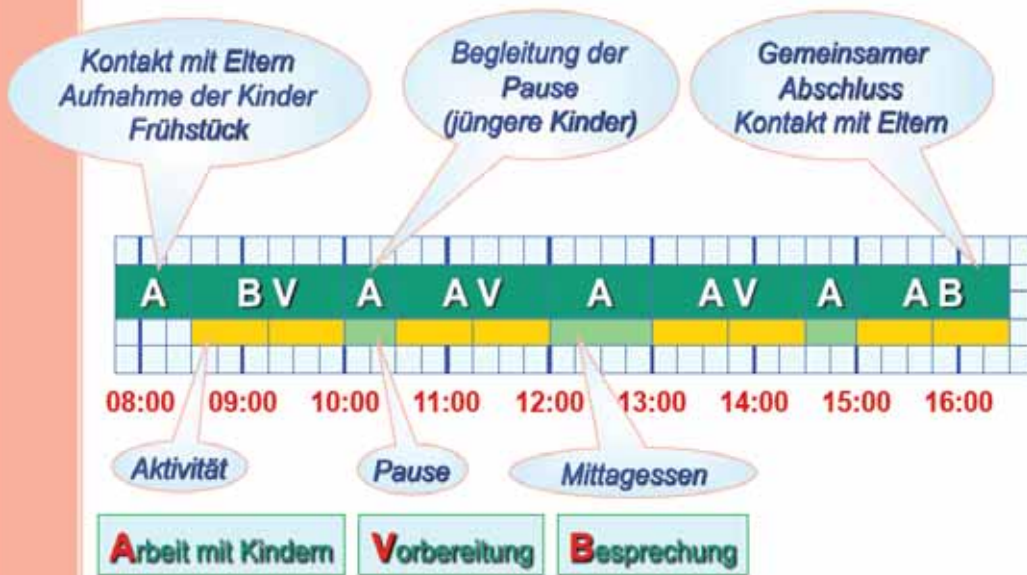 Kontakt mit Eltern
Aufnahme der Kinder
Frühstück
Begleitung der
Pause
(jüngere Kinder)
Gemeinsamer
Abschluss
Kontakt mit Eltern
A B V A A V A A V A A B
08:00 09:00 10:00 11:00 12:00 13:00 14:00 15:00 16:00
Aktivität
Pause
Mittagessen
Arbeit mit Kindern
Vorbereitung
Besprechung